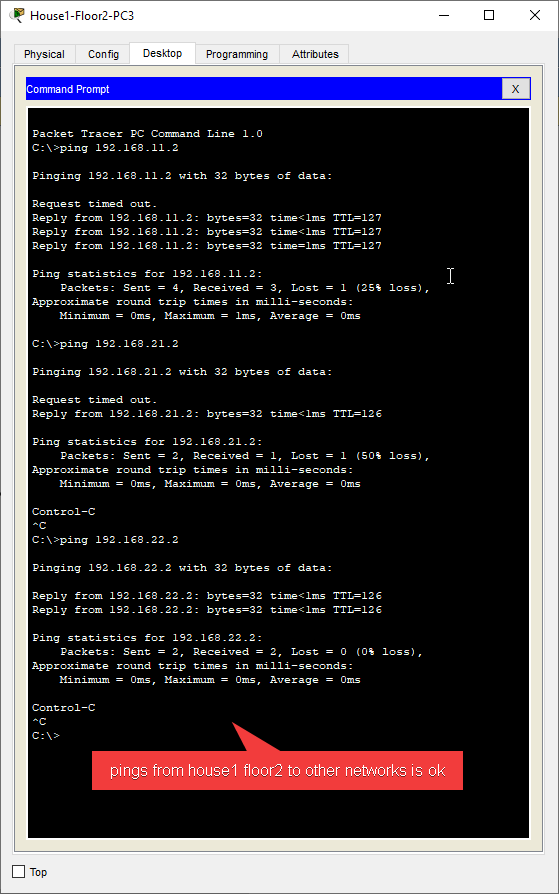 House1-Floor2-PC3
Physical Config Desktop Programming Attributes
Command Prompt X
Packet Tracer PC Command Line 1.0
C:\>ping 192.168.11.2
Pinging 192.168.11.2 with 32 bytes of data:
Request timed out.
Reply from 192.168.11.2: bytes=32 time<1ms TTL=127
Reply from 192.168.11.2: bytes=32 time<1ms TTL=127
Reply from 192.168.11.2: bytes=32 time=1ms TTL=127
Ping statistics for 192.168.11.2:
Packets: Sent = 4, Received = 3, Lost = 1 (25% loss),
Approximate round trip times in milli-seconds:
Minimum = 0ms, Maximum = 1ms, Average = 0ms
C:\>ping 192.168.21.2
Pinging 192.168.21.2 with 32 bytes of data:
Request timed out.
Reply from 192.168.21.2: bytes=32 time<1ms TTL=126
Ping statistics for 192.168.21.2:
Packets: Sent = 2, Received = 1, Lost = 1 (50% loss),
Approximate round trip times in milli-seconds:
Minimum = 0ms, Maximum = 0ms, Average = 0ms
Control-C
^C
C:\>ping 192.168.22.2
Pinging 192.168.22.2 with 32 bytes of data:
Reply from 192.168.22.2: bytes=32 time<1ms TTL=126
Reply from 192.168.22.2: bytes=32 time<1ms TTL=126
Ping statistics for 192.168.22.2:
Packets: Sent = 2, Received = 2, Lost = 0 (0% loss),
Approximate round trip times in milli-seconds:
Minimum = 0ms, Maximum = 0ms, Average = 0ms
Control-C
^C
C:\>
pings from house1 floor2 to other networks is ok
Top